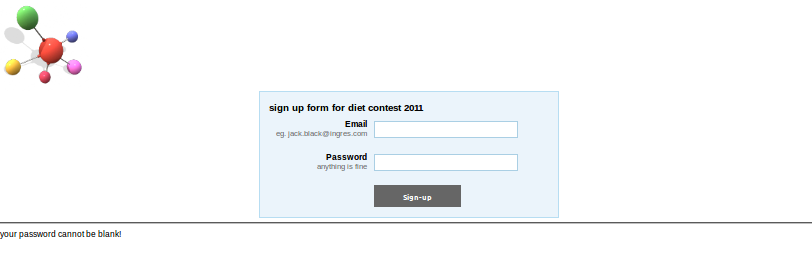 sign up form for diet contest 2011
Email
eg. jack.black@ingres.com
Password
anything is fine
Sign-up
your password cannot be blank!